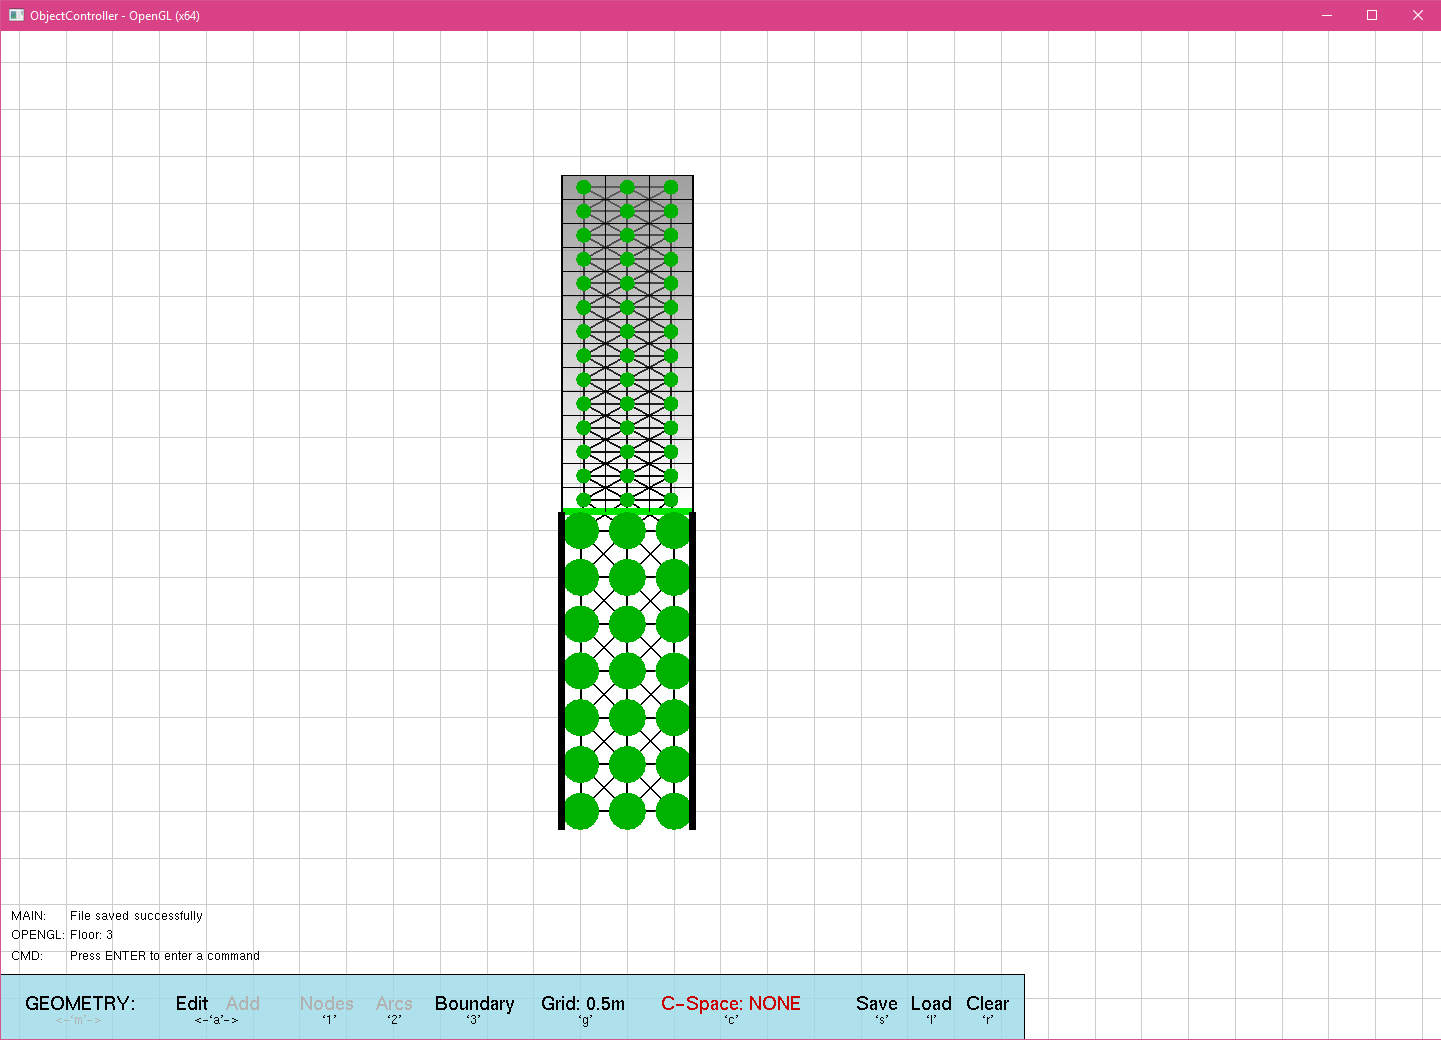 ObjectController - OpenGL (x64)
MAIN: File saved successfully
OPENGL: Floor: 3
CMD: Press ENTER to enter a command
GEOMETRY: Edit Add Nodes Arcs Boundary Grid: 0.5m C-Space: NONE Save Load Clear
<-'m'-> <-'a'-> '1' '2' '3' 'g' 'c' 's' 'l' 'r'